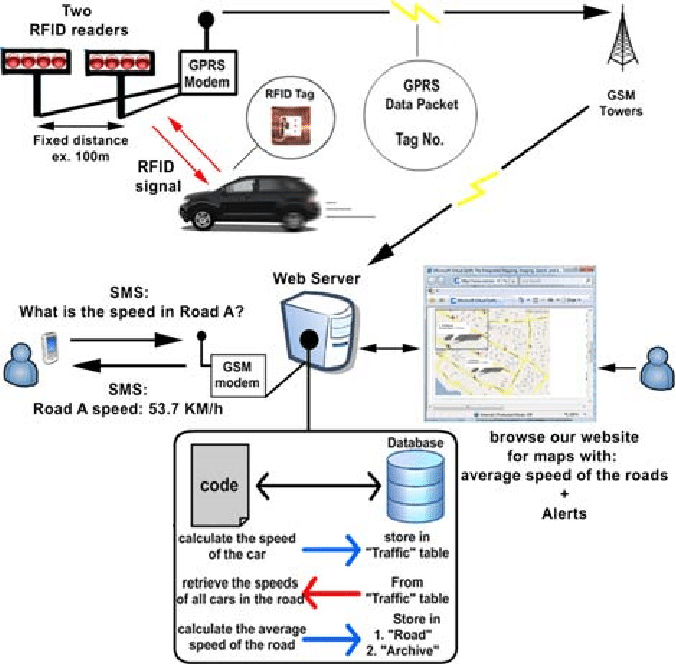 Two
RFID readers
GPRS
Modem
RFID Tag
GPRS
Data Packet
Tag No.
GSM
Towers
Fixed distance
ex. 100m
RFID
signal
Web Server
SMS:
What is the speed in Road A?
GSM
modem
SMS:
Road A speed: 53.7 KM/h
browse our website
for maps with:
average speed of the roads
+
Alerts
code
Database
calculate the speed
of the car
store in
"Traffic" table
retrieve the speeds
of all cars in the road
From
"Traffic" table
calculate the average
speed of the road
Store in
1. "Road"
2. "Archive"